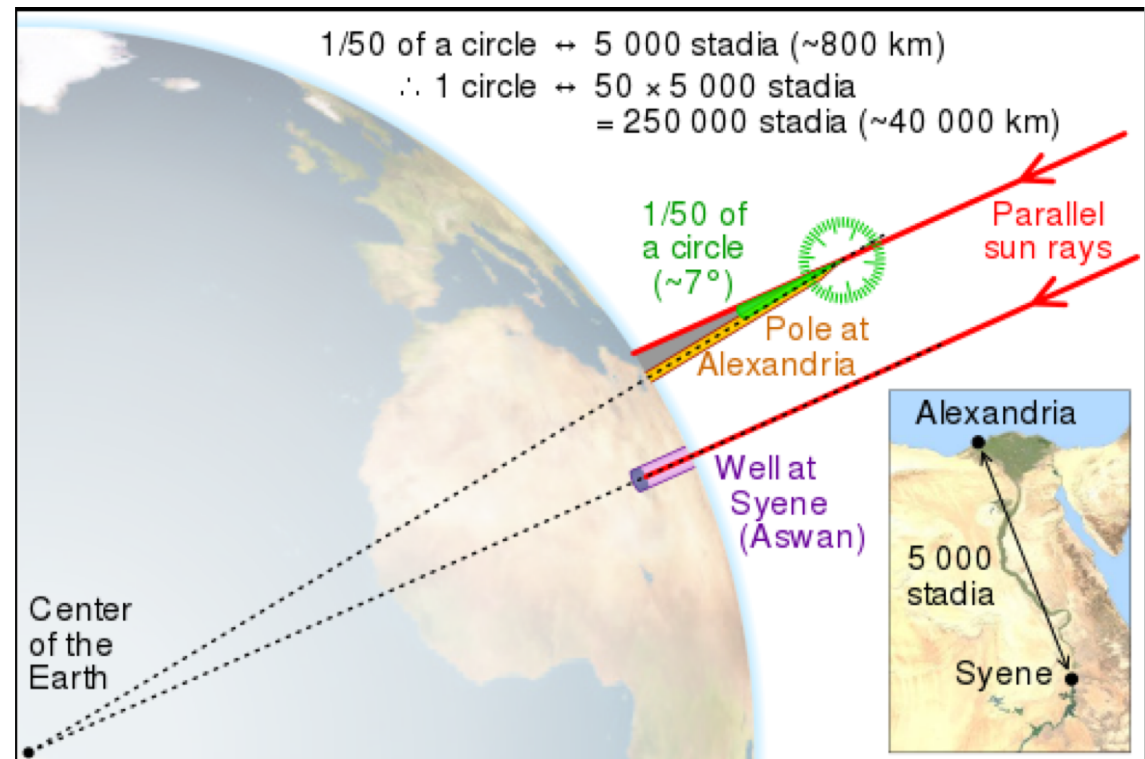 1/50 of a circle ↔ 5 000 stadia (~800 km)
∴ 1 circle ↔ 50 × 5 000 stadia
= 250 000 stadia (~40 000 km)
1/50 of
a circle
(~7°)
Parallel
sun rays
Pole at
Alexandria
Well at
Syene
(Aswan)
Center
of the
Earth
Alexandria
5 000
stadia
Syene